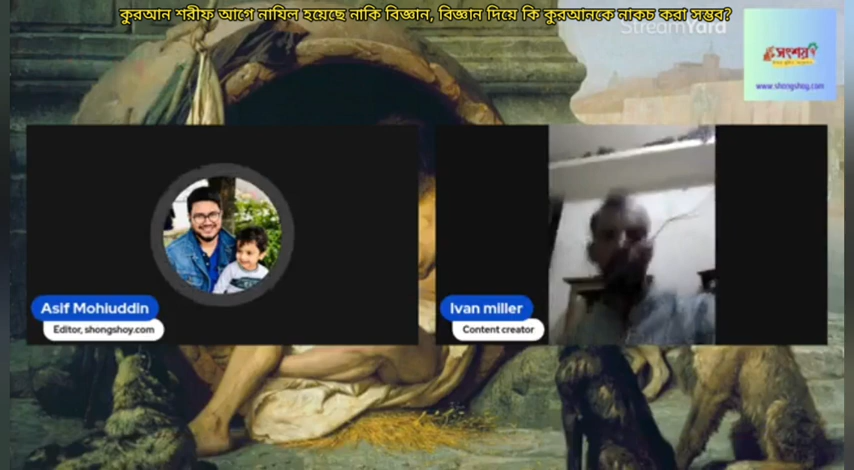 কুরআন শরীফ আগে নাযিল হয়েছে নাকি বিজ্ঞান, বিজ্ঞান দিয়ে কি কুরআনকে নাকচ করা সম্ভব?
StreamYard
সংশয়
www.shongshoy.com
Asif Mohiuddin
Editor, shongshoy.com
Ivan miller
Content creator